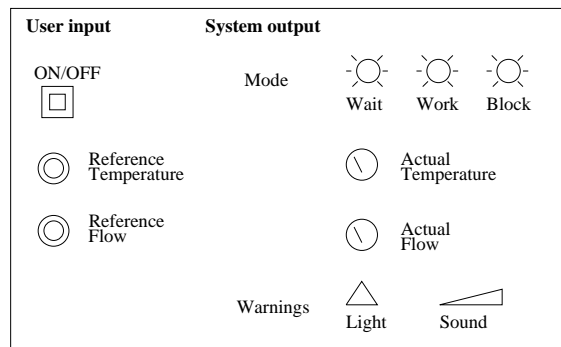 User input
System output
ON/OFF
Mode
Wait
Work
Block
Reference
Temperature
Actual
Temperature
Reference
Flow
Actual
Flow
Warnings
Light
Sound